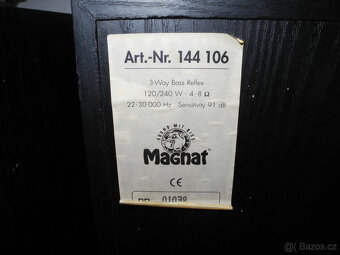 Art.-Nr. 144 106
3-Way Bass Reflex
120/240 W · 4-8 Ω
22-30 000 Hz Sensitivity 91 dB
Magnat
CE
01038
Bazoš.cz